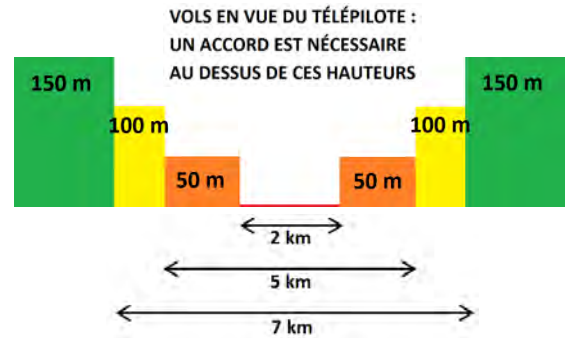 VOLS EN VUE DU TÉLÉPILOTE :
UN ACCORD EST NÉCESSAIRE
AU DESSUS DE CES HAUTEURS
150 m
150 m
100 m
100 m
50 m
50 m
2 km
5 km
7 km